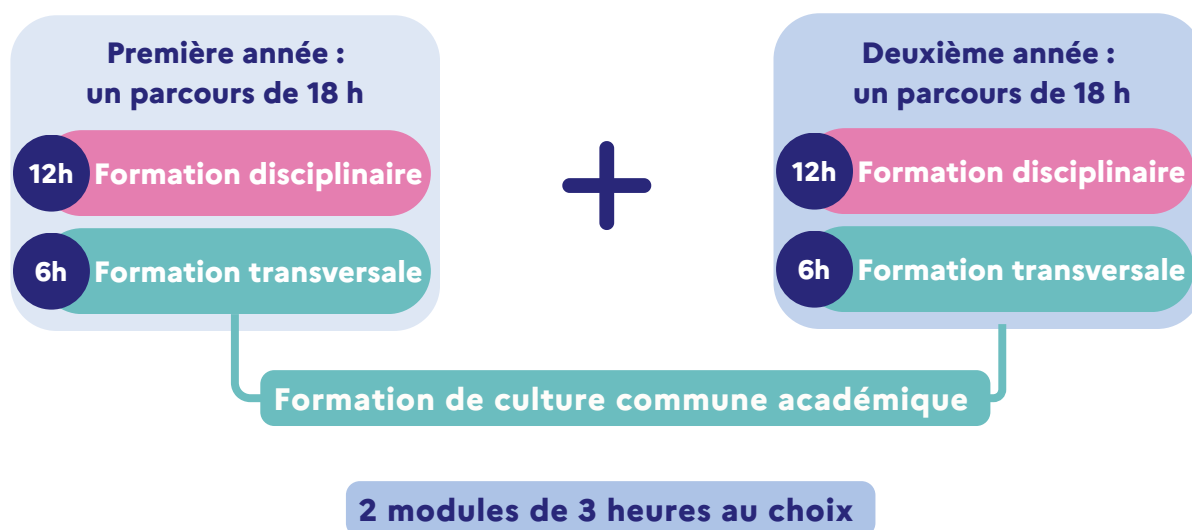 Première année :
un parcours de 18 h
12h Formation disciplinaire
6h Formation transversale
Deuxième année :
un parcours de 18 h
12h Formation disciplinaire
6h Formation transversale
Formation de culture commune académique
2 modules de 3 heures au choix